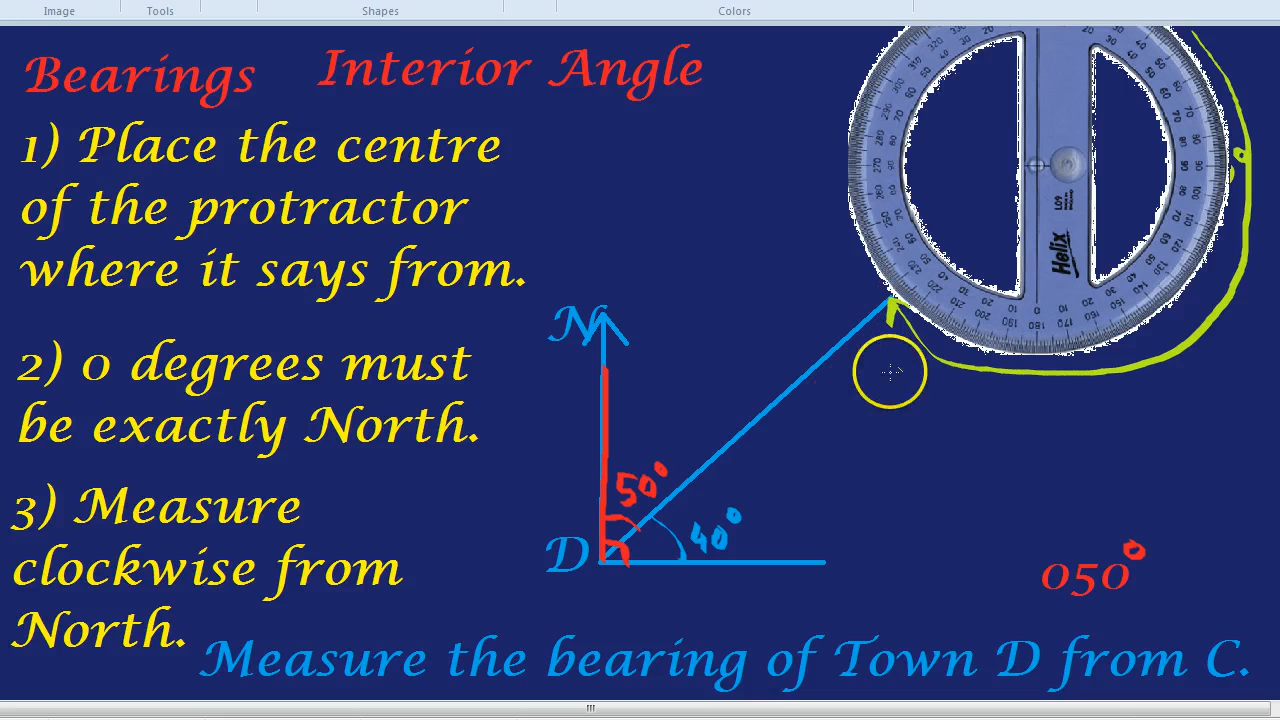 Image Tools Shapes Colors
Bearings Interior Angle
1) Place the centre
of the protractor
where it says from.
2) 0 degrees must
be exactly North.
3) Measure
clockwise from
North.
N
50°
40°
D
050°
Helix
L09
Measure the bearing of Town D from C.